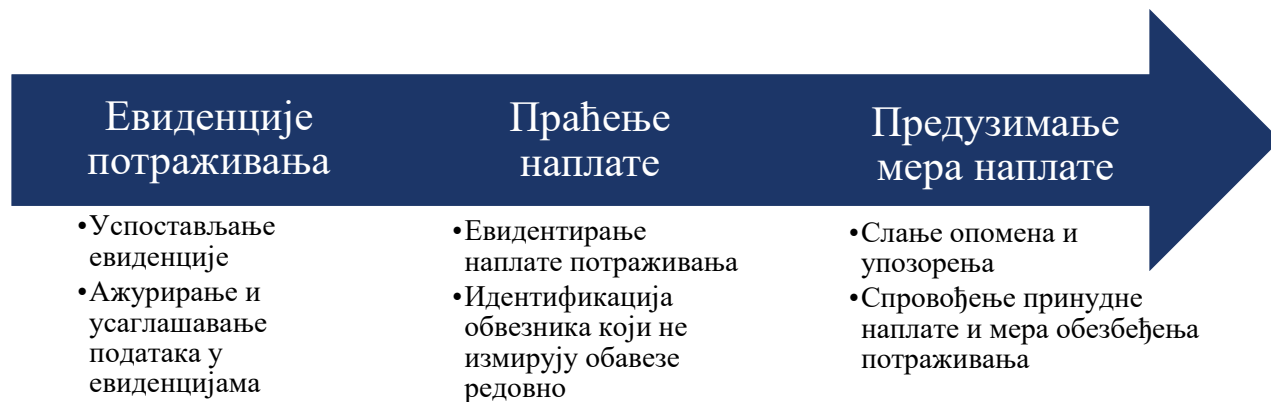 Евиденције
потраживања
Праћење
наплате
Предузимање
мера наплате
•Успостављање
евиденције
•Ажурирање и
усаглашавање
података у
евиденцијама
•Евидентирање
наплате потраживања
•Идентификација
обвезника који не
измирују обавезе
редовно
•Слање опомена и
упозорења
•Спровођење принудне
наплате и мера обезбеђења
потраживања